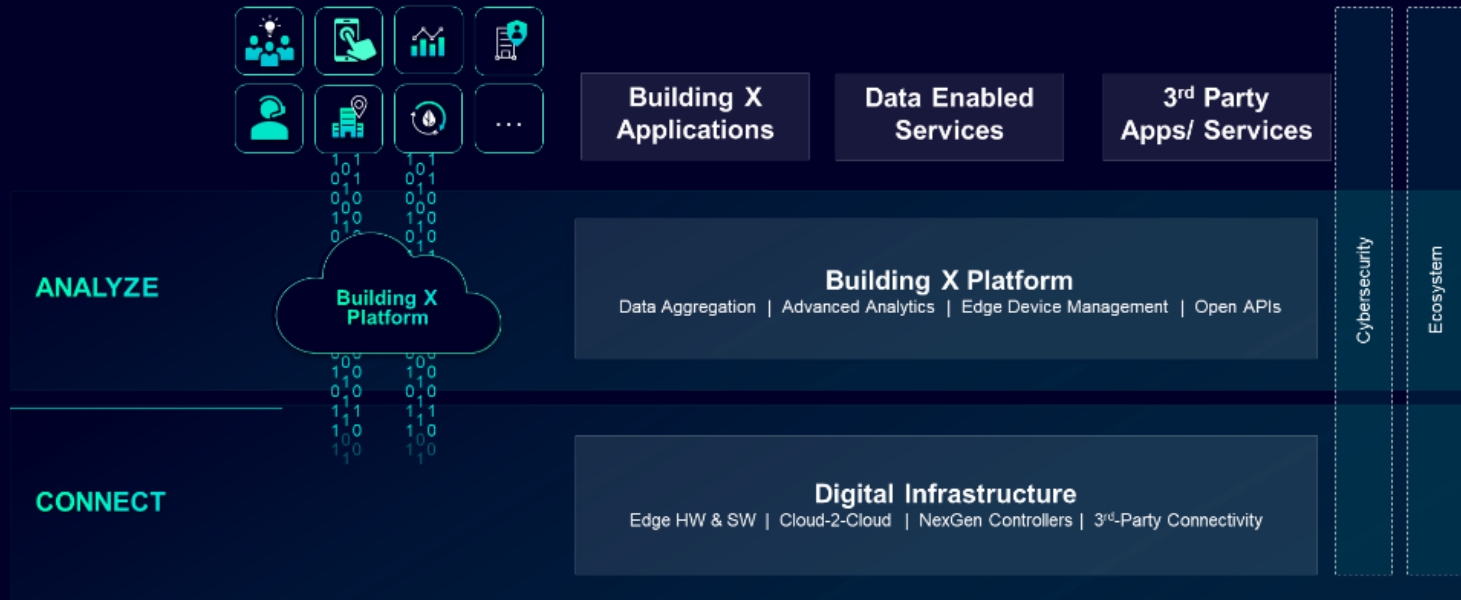 Building X
Applications
Data Enabled
Services
3rd Party
Apps/ Services
...
ANALYZE
Building X
Platform
Building X Platform
Data Aggregation | Advanced Analytics | Edge Device Management | Open APIs
CONNECT
Digital Infrastructure
Edge HW & SW | Cloud-2-Cloud | NexGen Controllers | 3rd-Party Connectivity
Cybersecurity
Ecosystem